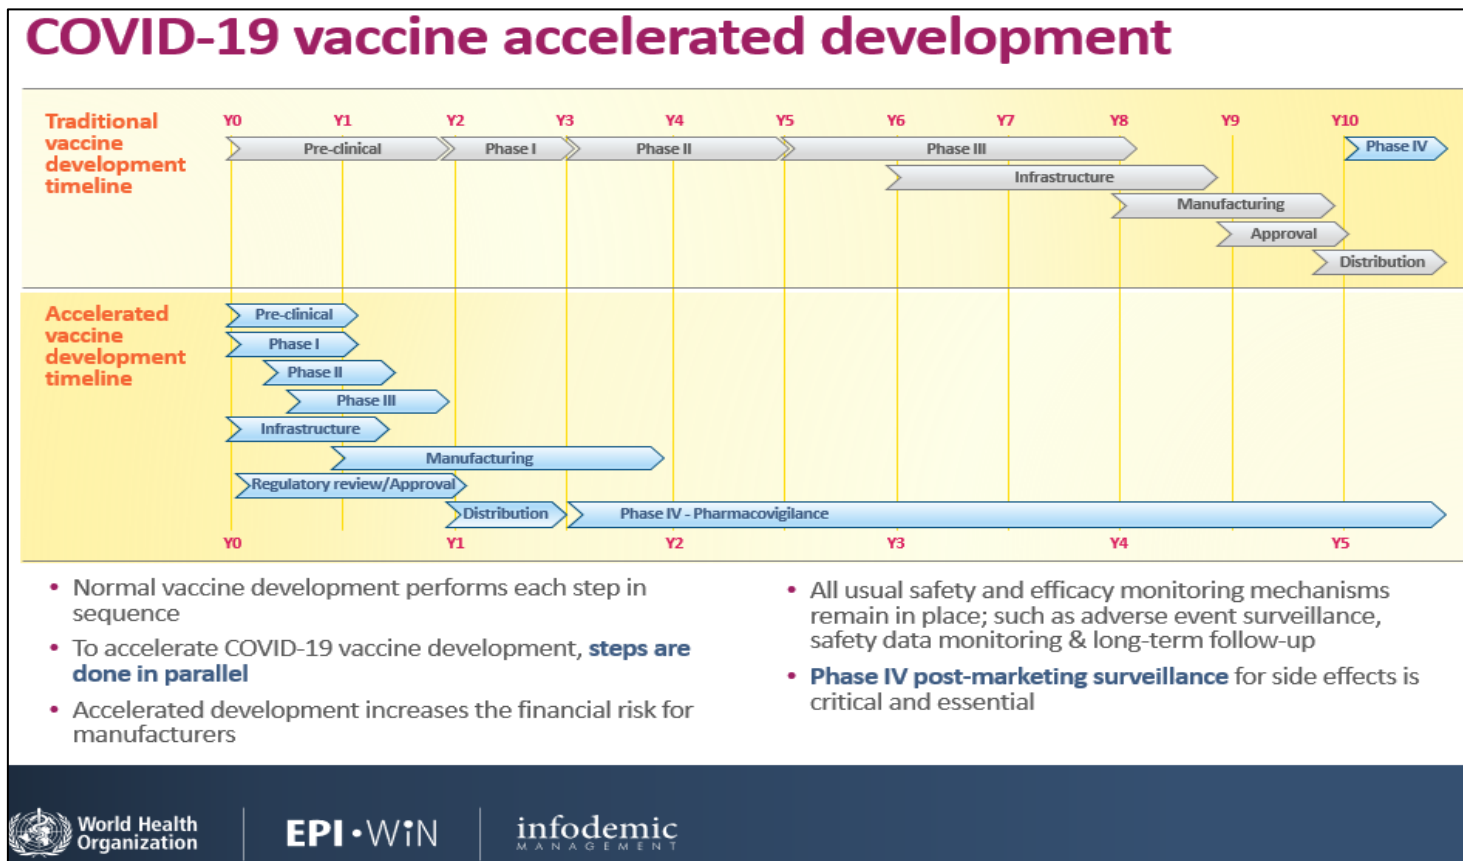 COVID-19 vaccine accelerated development
Traditional
vaccine
development
timeline
Y0 Y1 Y2 Y3 Y4 Y5 Y6 Y7 Y8 Y9 Y10
Pre-clinical Phase I Phase II Phase III Phase IV
Infrastructure
Manufacturing
Approval
Distribution
Accelerated
vaccine
development
timeline
Pre-clinical
Phase I
Phase II
Phase III
Infrastructure
Manufacturing
Regulatory review/Approval
Distribution Phase IV - Pharmacovigilance
Y0 Y1 Y2 Y3 Y4 Y5
• Normal vaccine development performs each step in
sequence
• To accelerate COVID-19 vaccine development, steps are
done in parallel
• Accelerated development increases the financial risk for
manufacturers
• All usual safety and efficacy monitoring mechanisms
remain in place; such as adverse event surveillance,
safety data monitoring & long-term follow-up
• Phase IV post-marketing surveillance for side effects is
critical and essential
World Health
Organization
EPI•WiN
infodemic
MANAGEMENT